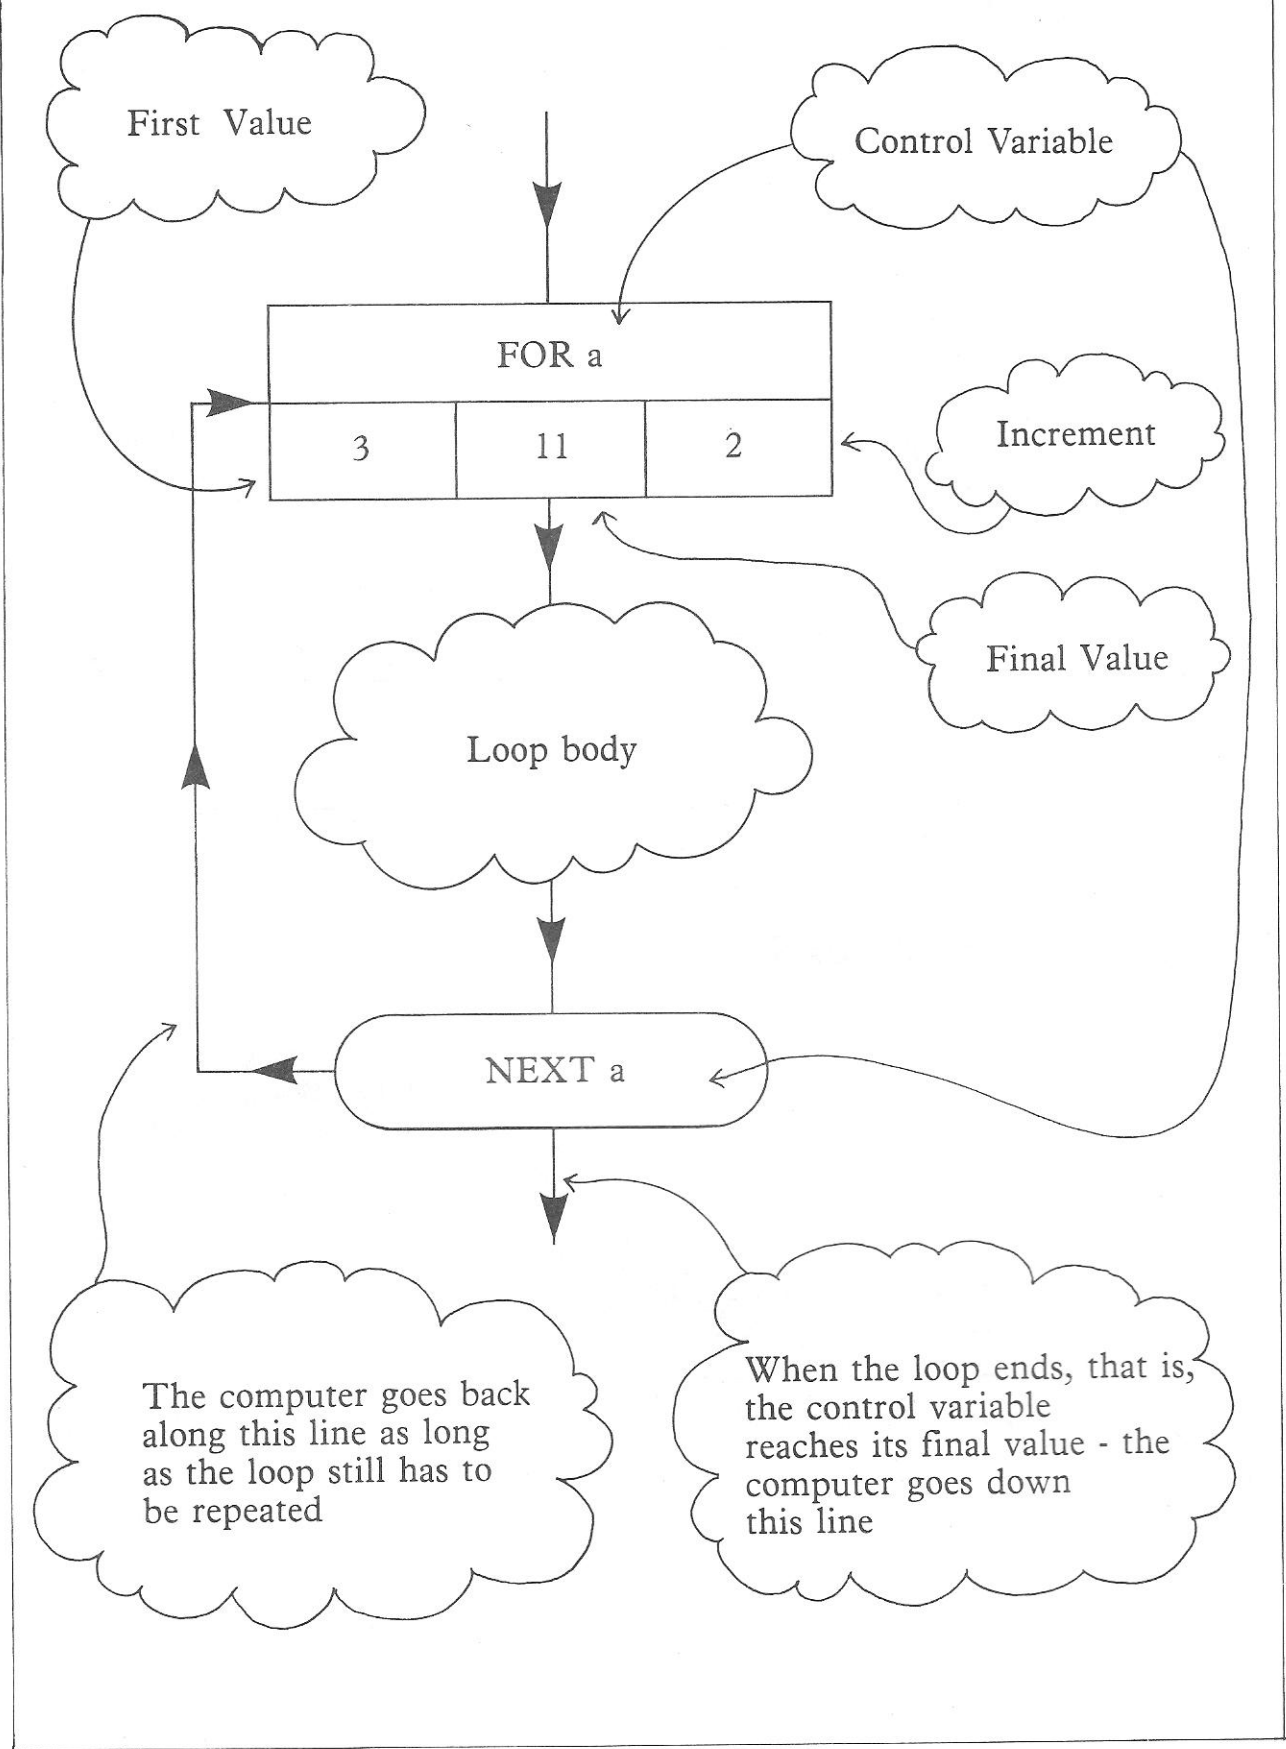 First Value
Control Variable
FOR a
3 11 2
Increment
Final Value
Loop body
NEXT a
The computer goes back
along this line as long
as the loop still has to
be repeated
When the loop ends, that is,
the control variable
reaches its final value - the
computer goes down
this line